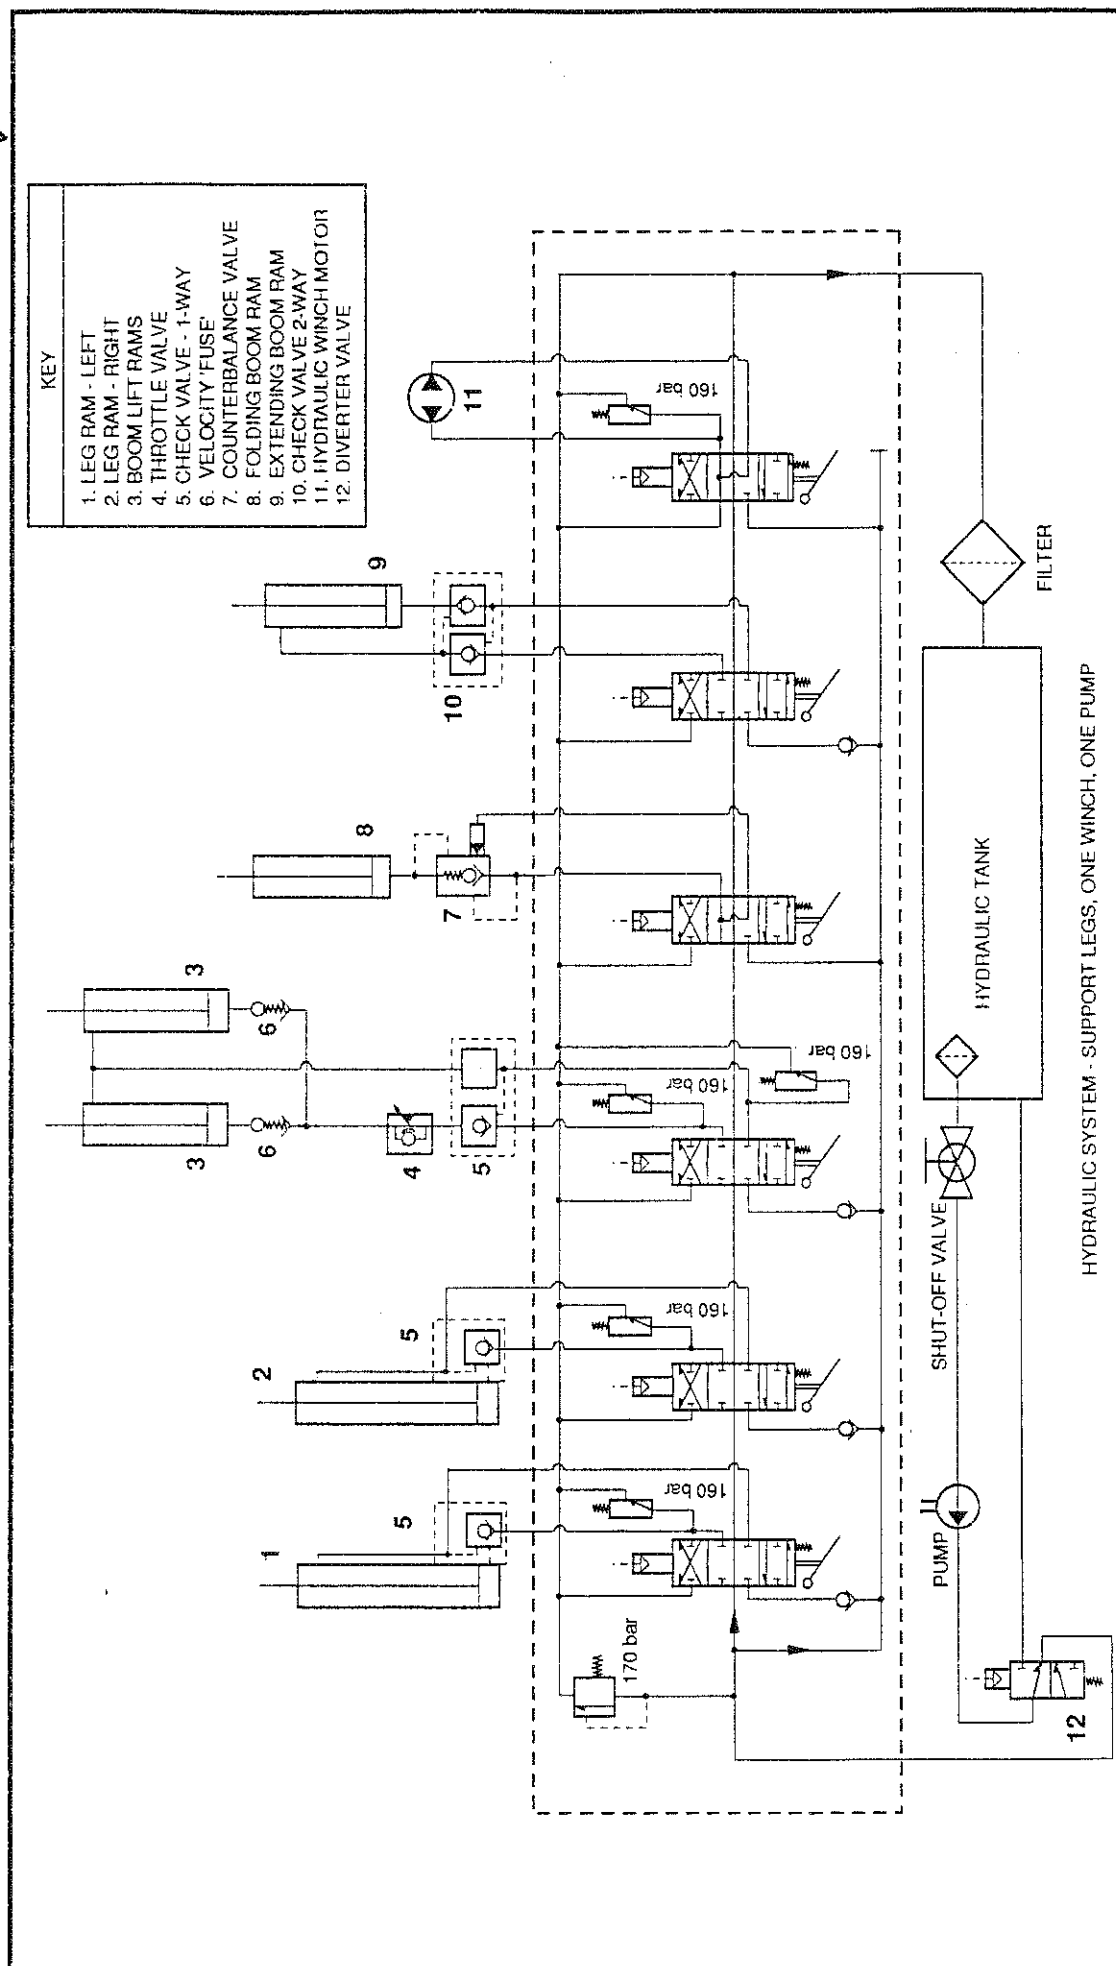 KEY
1. LEG RAM - LEFT
2. LEG RAM - RIGHT
3. BOOM LIFT RAMS
4. THROTTLE VALVE
5. CHECK VALVE - 1-WAY
6. VELOCITY 'FUSE'
7. COUNTERBALANCE VALVE
8. FOLDING BOOM RAM
9. EXTENDING BOOM RAM
10. CHECK VALVE 2-WAY
11. HYDRAULIC WINCH MOTOR
12. DIVERTER VALVE
3
3
6
6
4
5
8
7
9
10
11
1
5
2
5
170 bar
160 bar
160 bar
160 bar
160 bar
160 bar
12
PUMP
SHUT-OFF VALVE
HYDRAULIC TANK
FILTER
HYDRAULIC SYSTEM - SUPPORT LEGS, ONE WINCH, ONE PUMP